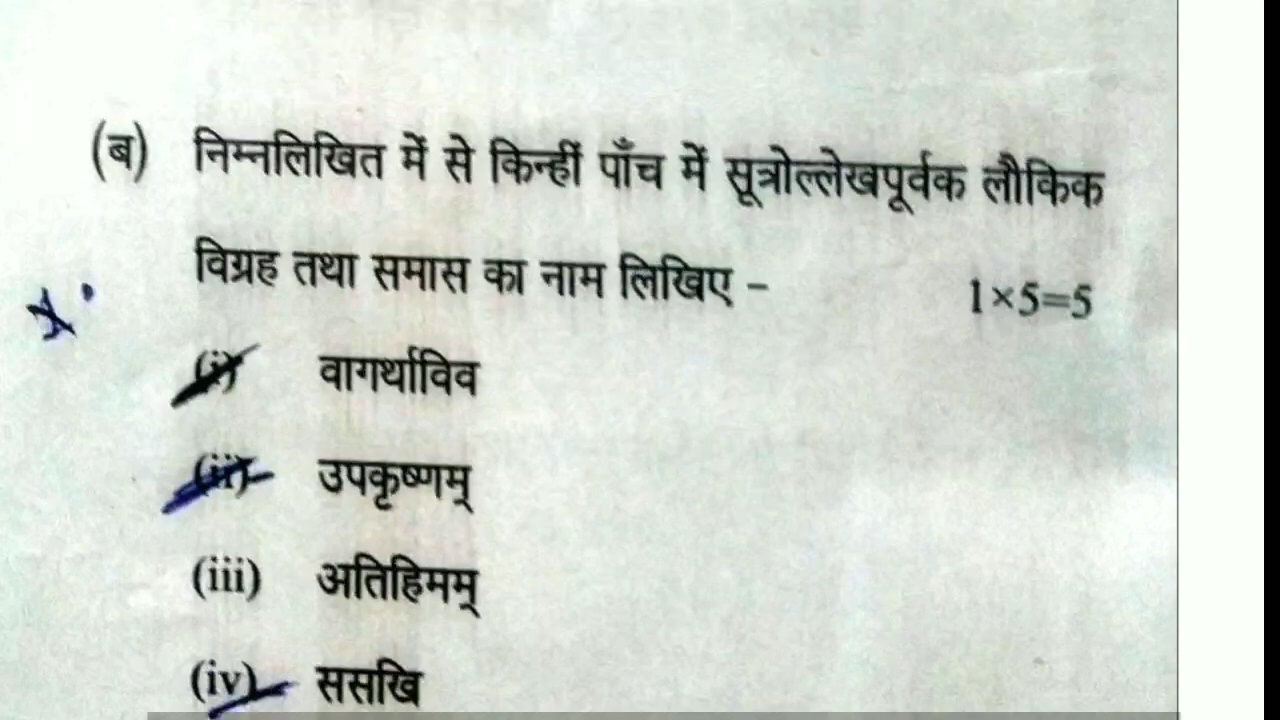 (ब) निम्नलिखित में से किन्हीं पाँच में सूत्रोल्लेखपूर्वक लौकिक
विग्रह तथा समास का नाम लिखिए - 1×5=5
(i) वागर्थाविव
(ii) उपकृष्णम्
(iii) अतिहिमम्
(iv) ससखि